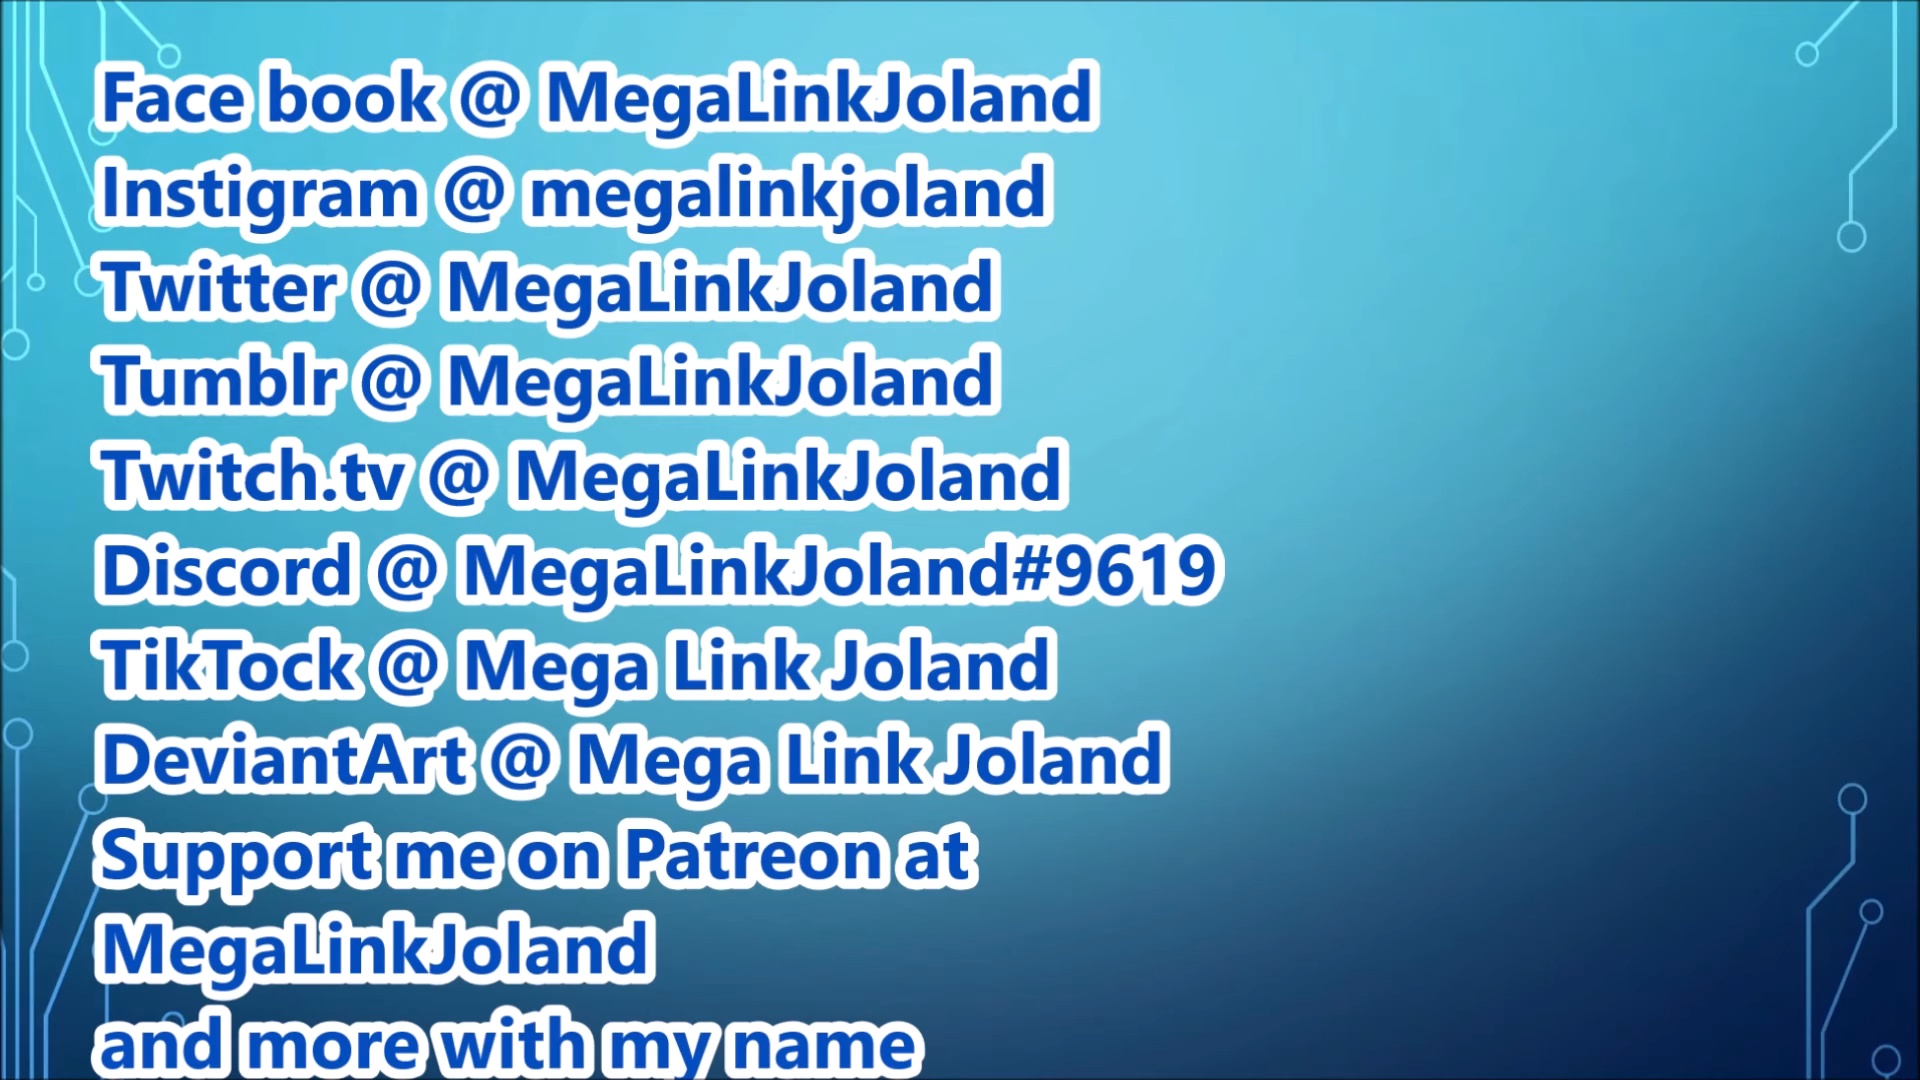 Face book @ MegaLinkJoland
Instigram @ megalinkjoland
Twitter @ MegaLinkJoland
Tumblr @ MegaLinkJoland
Twitch.tv @ MegaLinkJoland
Discord @ MegaLinkJoland#9619
TikTock @ Mega Link Joland
DeviantArt @ Mega Link Joland
Support me on Patreon at
MegaLinkJoland
and more with my name